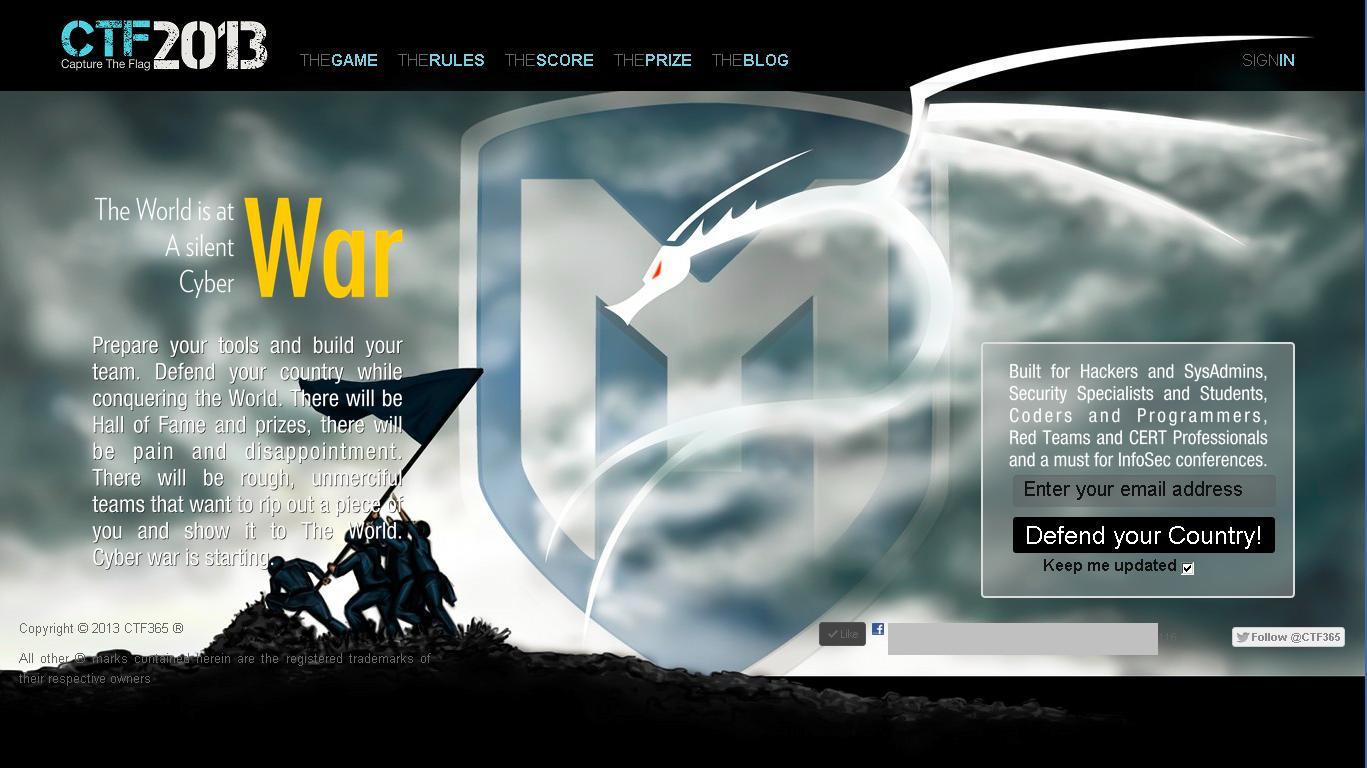 CTF2013
Capture The Flag
THEGAME THERULES THESCORE THEPRIZE THEBLOG SIGNIN
The World is at
A silent
Cyber
War
Prepare your tools and build your
team. Defend your country while
conquering the World. There will be
Hall of Fame and prizes, there will
be pain and disappointment.
There will be rough, unmerciful
teams that want to rip out a piece of
you and show it to The World.
Cyber war is starting.
Built for Hackers and SysAdmins,
Security Specialists and Students,
Coders and Programmers,
Red Teams and CERT Professionals
and a must for InfoSec conferences.
Enter your email address
Defend your Country!
Keep me updated
Copyright © 2013 CTF365 ®
All other ® marks contained herein are the registered trademarks of
their respective owners
Like
Follow @CTF365